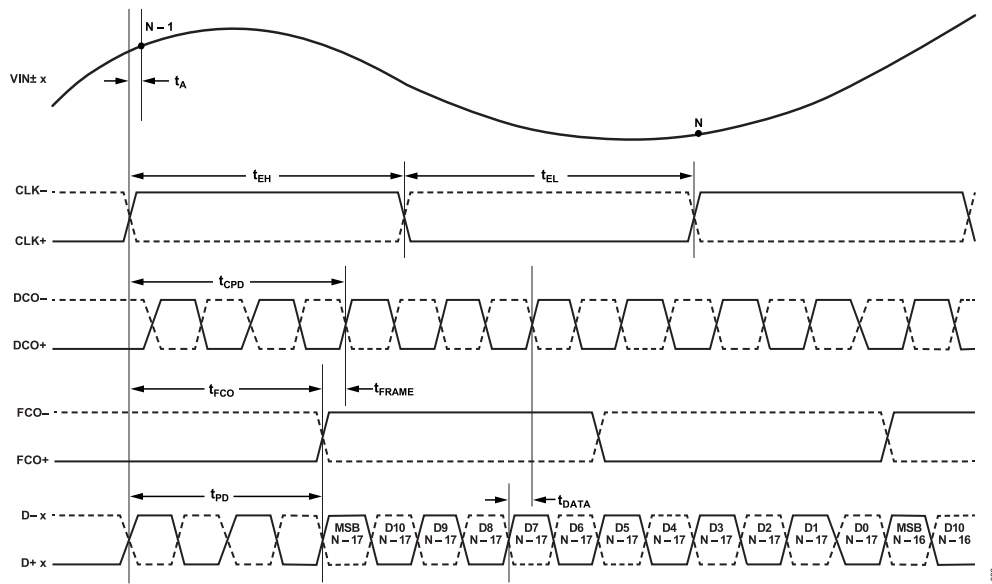 N – 1
VIN± x
tA
N
tEH
tEL
CLK–
CLK+
tCPD
DCO–
DCO+
tFCO
tFRAME
FCO–
FCO+
tPD
tDATA
D– x
D+ x
MSB
N – 17
D10
N – 17
D9
N – 17
D8
N – 17
D7
N – 17
D6
N – 17
D5
N – 17
D4
N – 17
D3
N – 17
D2
N – 17
D1
N – 17
D0
N – 17
MSB
N – 16
D10
N – 16